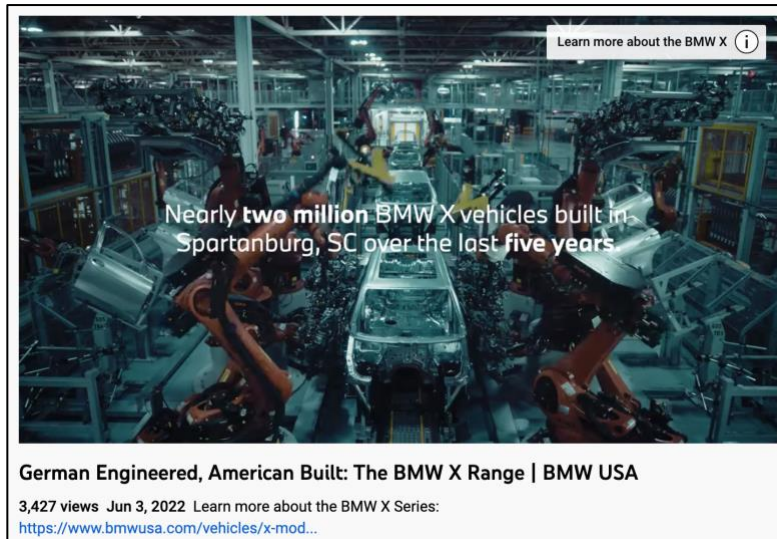 Learn more about the BMW X
Nearly two million BMW X vehicles built in
Spartanburg, SC over the last five years.
German Engineered, American Built: The BMW X Range | BMW USA
3,427 views Jun 3, 2022 Learn more about the BMW X Series:
https://www.bmwusa.com/vehicles/x-mod...